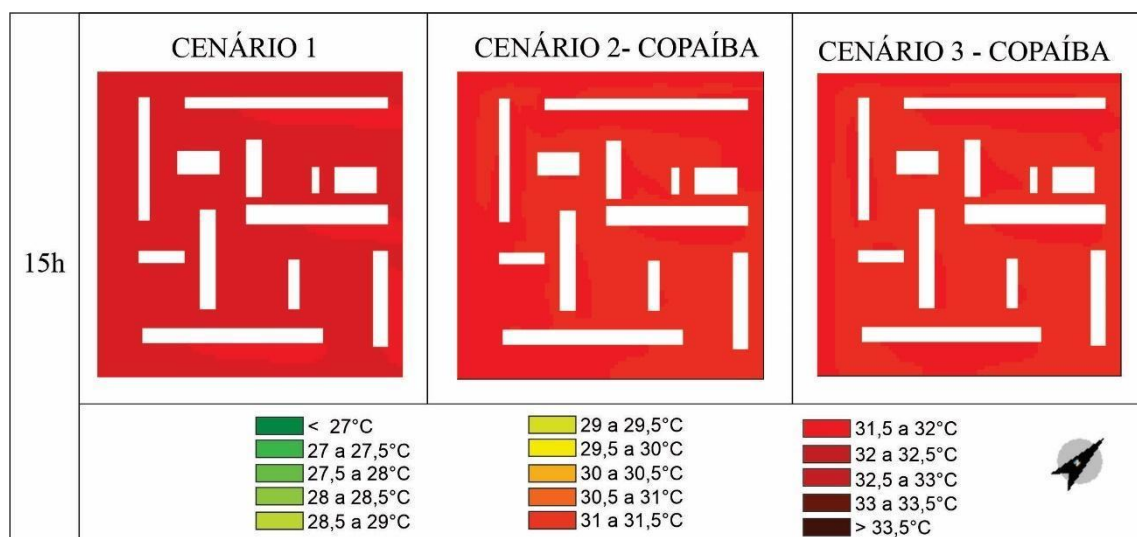 CENÁRIO 1
CENÁRIO 2- COPAÍBA
CENÁRIO 3 - COPAÍBA
15h
< 27°C
27 a 27,5°C
27,5 a 28°C
28 a 28,5°C
28,5 a 29°C
29 a 29,5°C
29,5 a 30°C
30 a 30,5°C
30,5 a 31°C
31 a 31,5°C
31,5 a 32°C
32 a 32,5°C
32,5 a 33°C
33 a 33,5°C
> 33,5°C